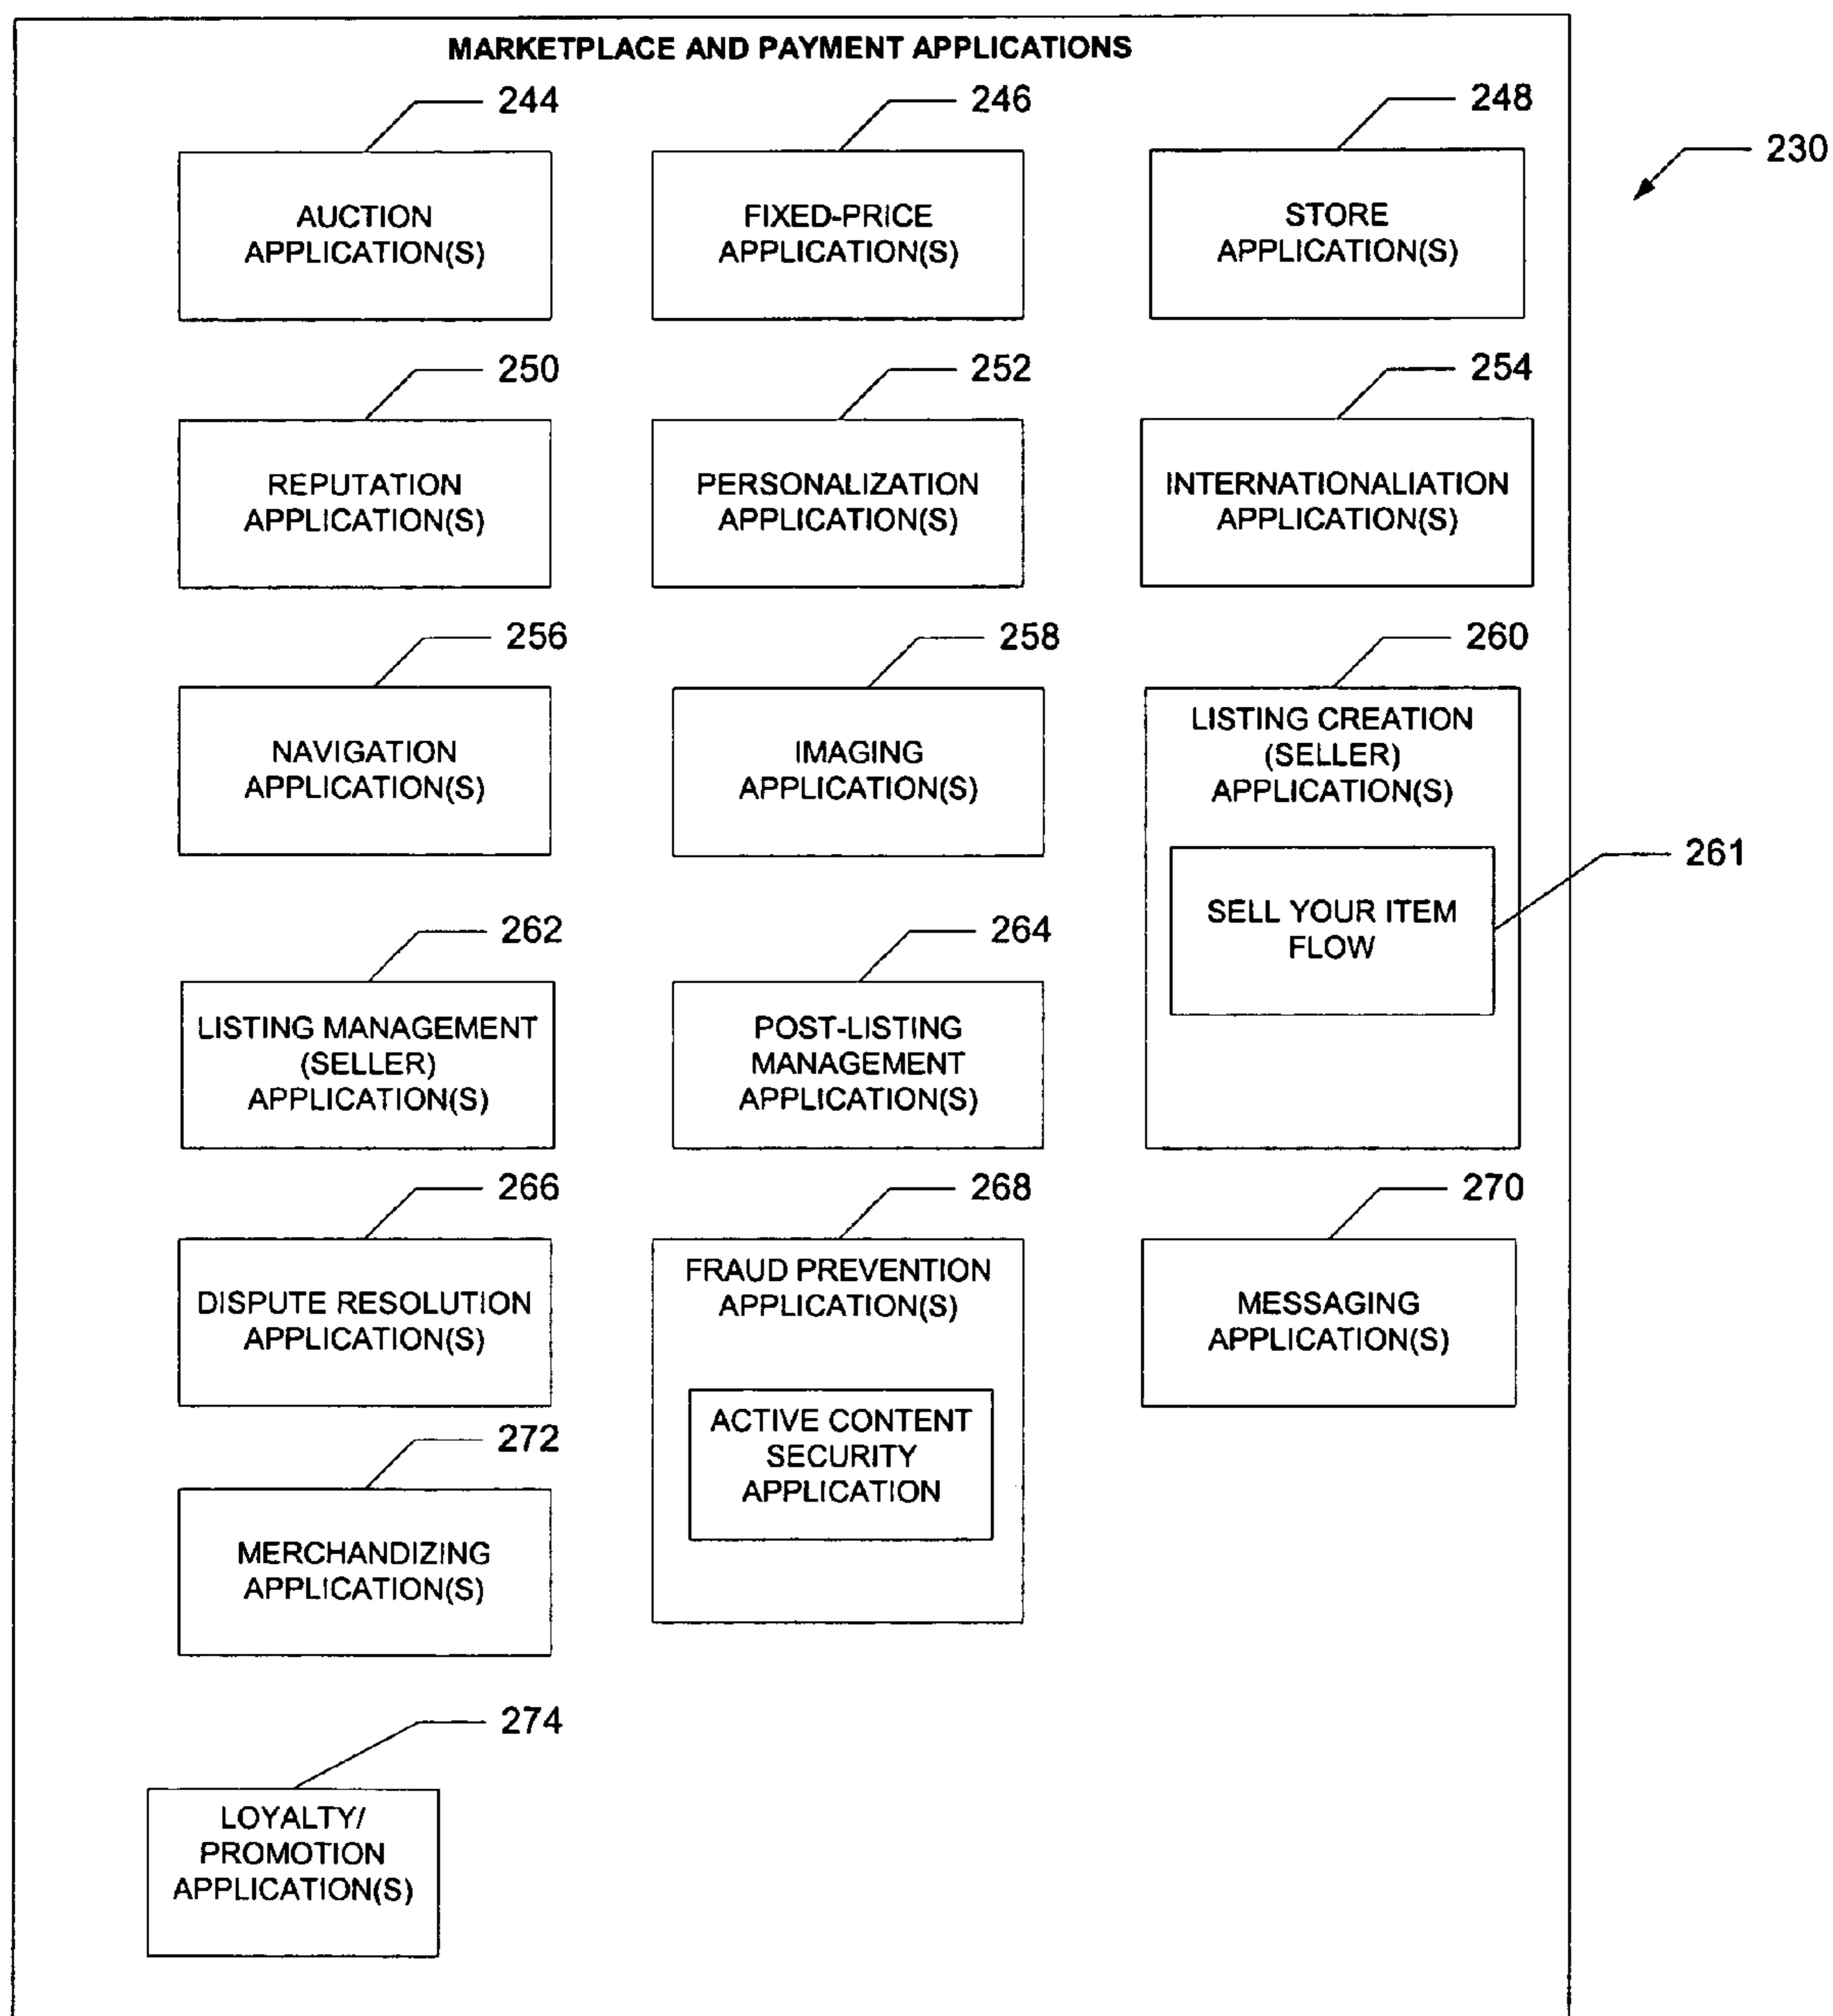 MARKETPLACE AND PAYMENT APPLICATIONS
244
246
248
230
AUCTION
APPLICATION(S)
FIXED-PRICE
APPLICATION(S)
STORE
APPLICATION(S)
250
252
254
REPUTATION
APPLICATION(S)
PERSONALIZATION
APPLICATION(S)
INTERNATIONALIATION
APPLICATION(S)
256
258
260
NAVIGATION
APPLICATION(S)
IMAGING
APPLICATION(S)
LISTING CREATION
(SELLER)
APPLICATION(S)
261
SELL YOUR ITEM
FLOW
262
264
LISTING MANAGEMENT
(SELLER)
APPLICATION(S)
POST-LISTING
MANAGEMENT
APPLICATION(S)
266
268
270
DISPUTE RESOLUTION
APPLICATION(S)
FRAUD PREVENTION
APPLICATION(S)
ACTIVE CONTENT
SECURITY
APPLICATION
MESSAGING
APPLICATION(S)
272
MERCHANDIZING
APPLICATION(S)
274
LOYALTY/
PROMOTION
APPLICATION(S)